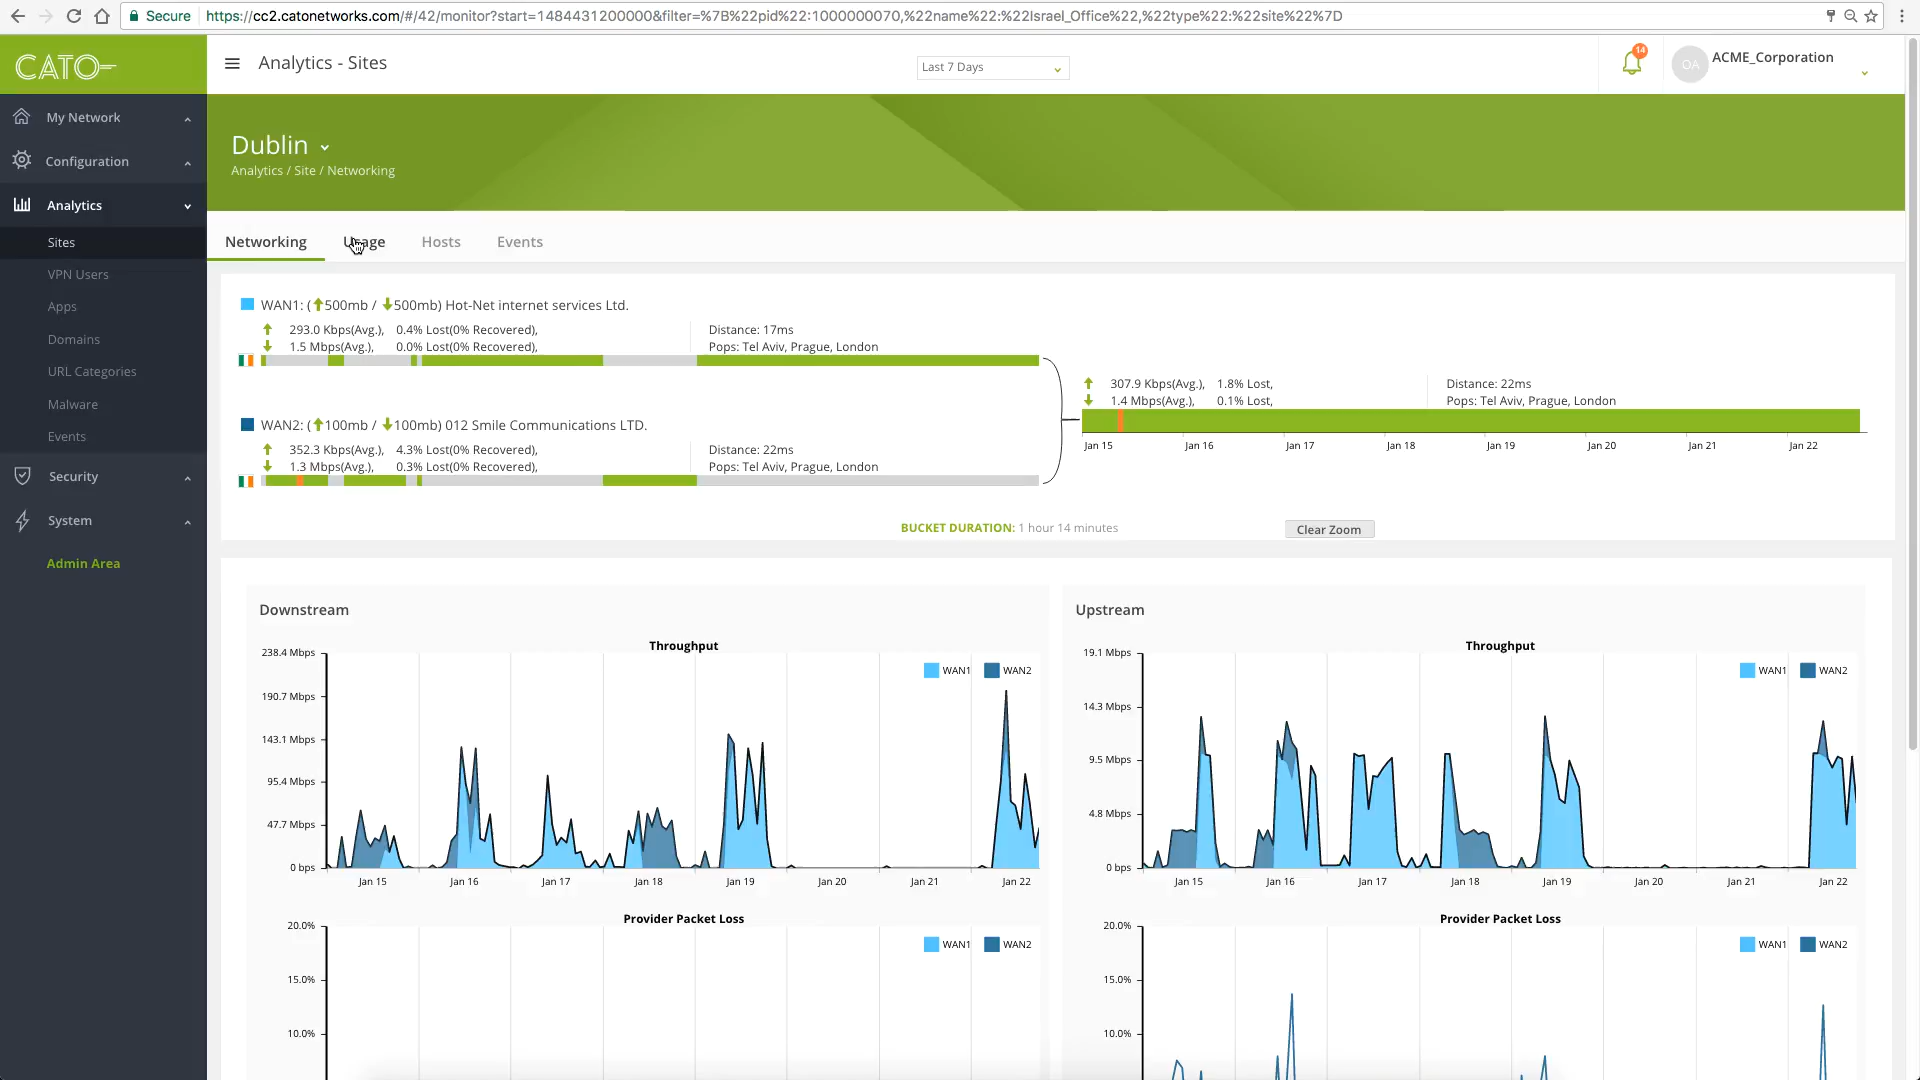 Secure https://cc2.catonetworks.com/#/42/monitor?start=1484431200000&filter=%7B%22pid%22:1000000070,%22name%22:%22Israel_Office%22,%22type%22:%22site%22%7D
CATO
Analytics - Sites
Last 7 Days
14
OA
ACME_Corporation
My Network
Configuration
Analytics
Sites
VPN Users
Apps
Domains
URL Categories
Malware
Events
Security
System
Admin Area
Dublin
Analytics / Site / Networking
Networking Usage Hosts Events
WAN1: (500mb / 500mb) Hot-Net internet services Ltd.
293.0 Kbps(Avg.), 0.4% Lost(0% Recovered), Distance: 17ms
1.5 Mbps(Avg.), 0.0% Lost(0% Recovered), Pops: Tel Aviv, Prague, London
WAN2: (100mb / 100mb) 012 Smile Communications LTD.
352.3 Kbps(Avg.), 4.3% Lost(0% Recovered), Distance: 22ms
1.3 Mbps(Avg.), 0.3% Lost(0% Recovered), Pops: Tel Aviv, Prague, London
307.9 Kbps(Avg.), 1.8% Lost, Distance: 22ms
1.4 Mbps(Avg.), 0.1% Lost, Pops: Tel Aviv, Prague, London
Jan 15 Jan 16 Jan 17 Jan 18 Jan 19 Jan 20 Jan 21 Jan 22
BUCKET DURATION: 1 hour 14 minutes
Clear Zoom
Downstream
Throughput
WAN1 WAN2
238.4 Mbps
190.7 Mbps
143.1 Mbps
95.4 Mbps
47.7 Mbps
0 bps
Jan 15 Jan 16 Jan 17 Jan 18 Jan 19 Jan 20 Jan 21 Jan 22
Provider Packet Loss
WAN1 WAN2
20.0%
15.0%
10.0%
Upstream
Throughput
WAN1 WAN2
19.1 Mbps
14.3 Mbps
9.5 Mbps
4.8 Mbps
0 bps
Jan 15 Jan 16 Jan 17 Jan 18 Jan 19 Jan 20 Jan 21 Jan 22
Provider Packet Loss
WAN1 WAN2
20.0%
15.0%
10.0%